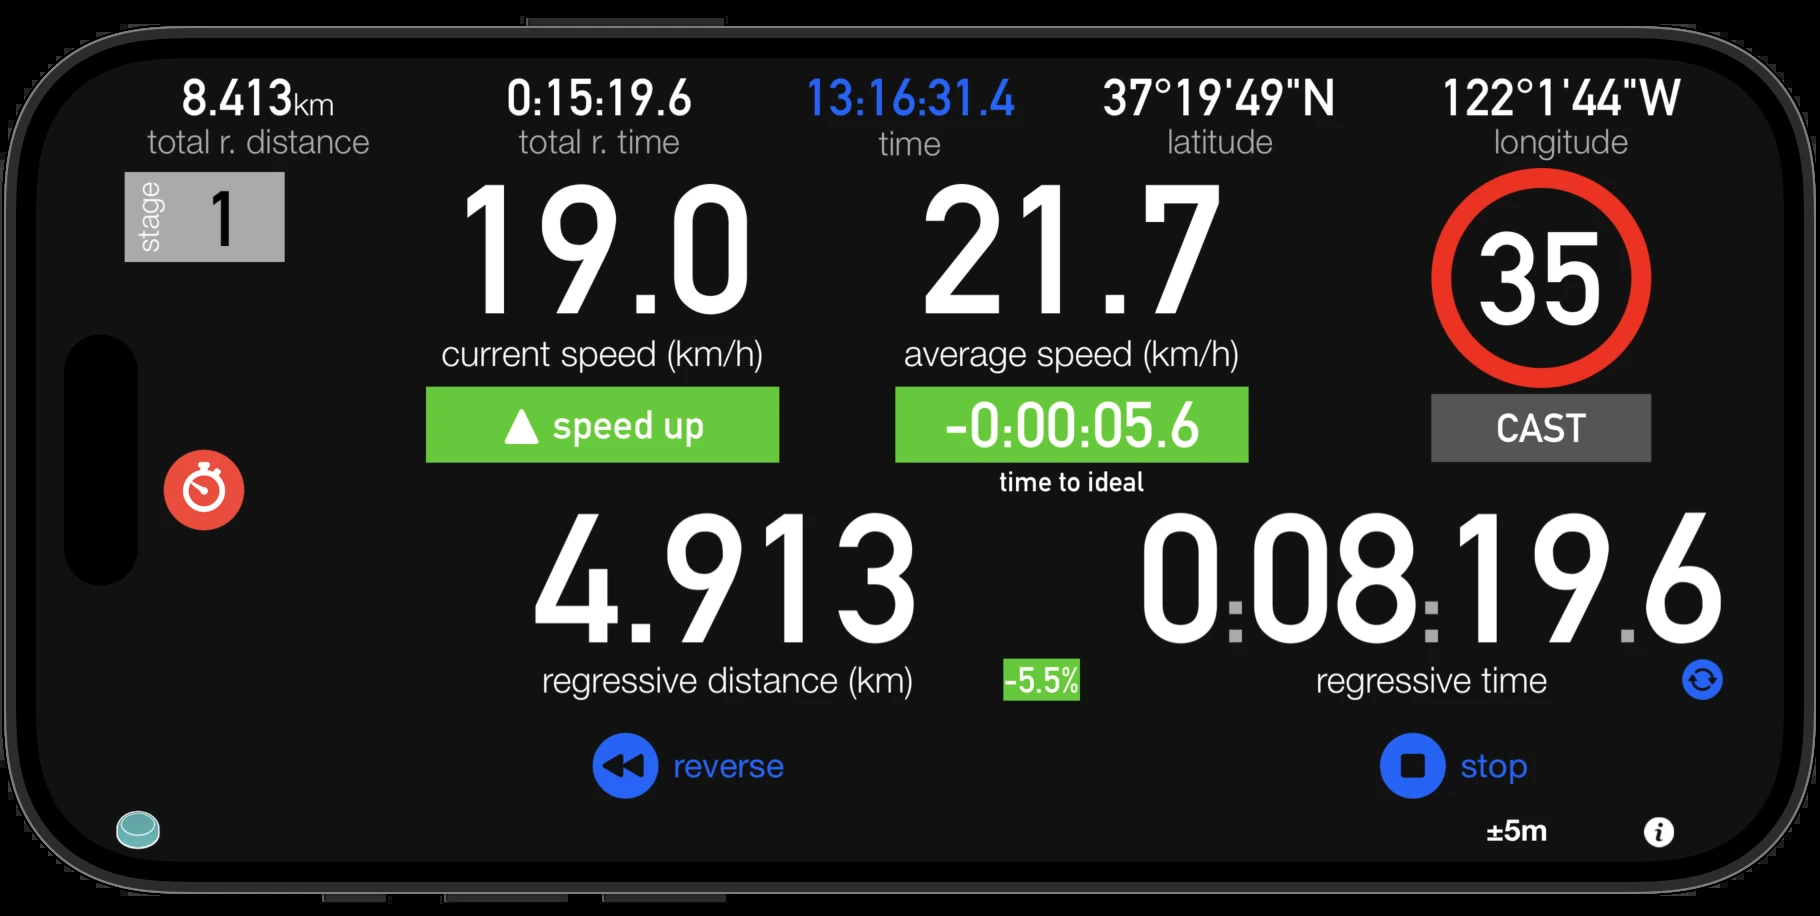 8.413km
total r. distance
0:15:19.6
total r. time
13:16:31.4
time
37°19'49"N
latitude
122°1'44"W
longitude
stage 1
19.0
current speed (km/h)
speed up
21.7
average speed (km/h)
-0:00:05.6
time to ideal
35
CAST
4.913
regressive distance (km)
-5.5%
0:08:19.6
regressive time
reverse
stop
±5m
i